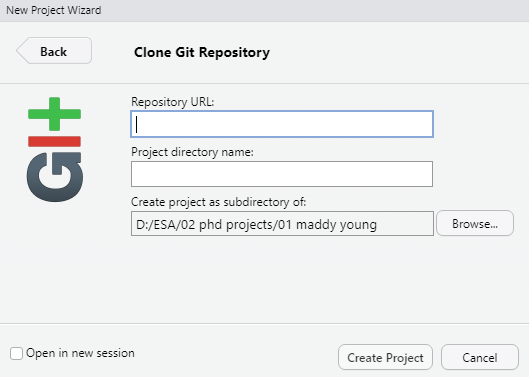 New Project Wizard
Back
Clone Git Repository
Repository URL:
git
Project directory name:
Create project as subdirectory of:
D:/ESA/02 phd projects/01 maddy young
Browse...
Open in new session
Create Project
Cancel